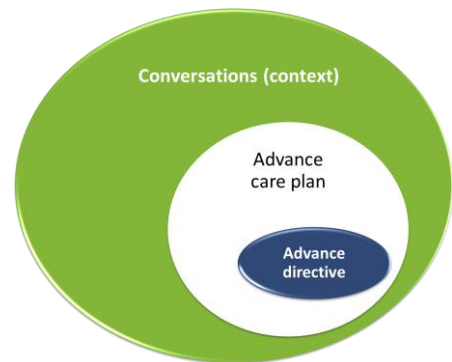 Conversations (context)
Advance
care plan
Advance
directive